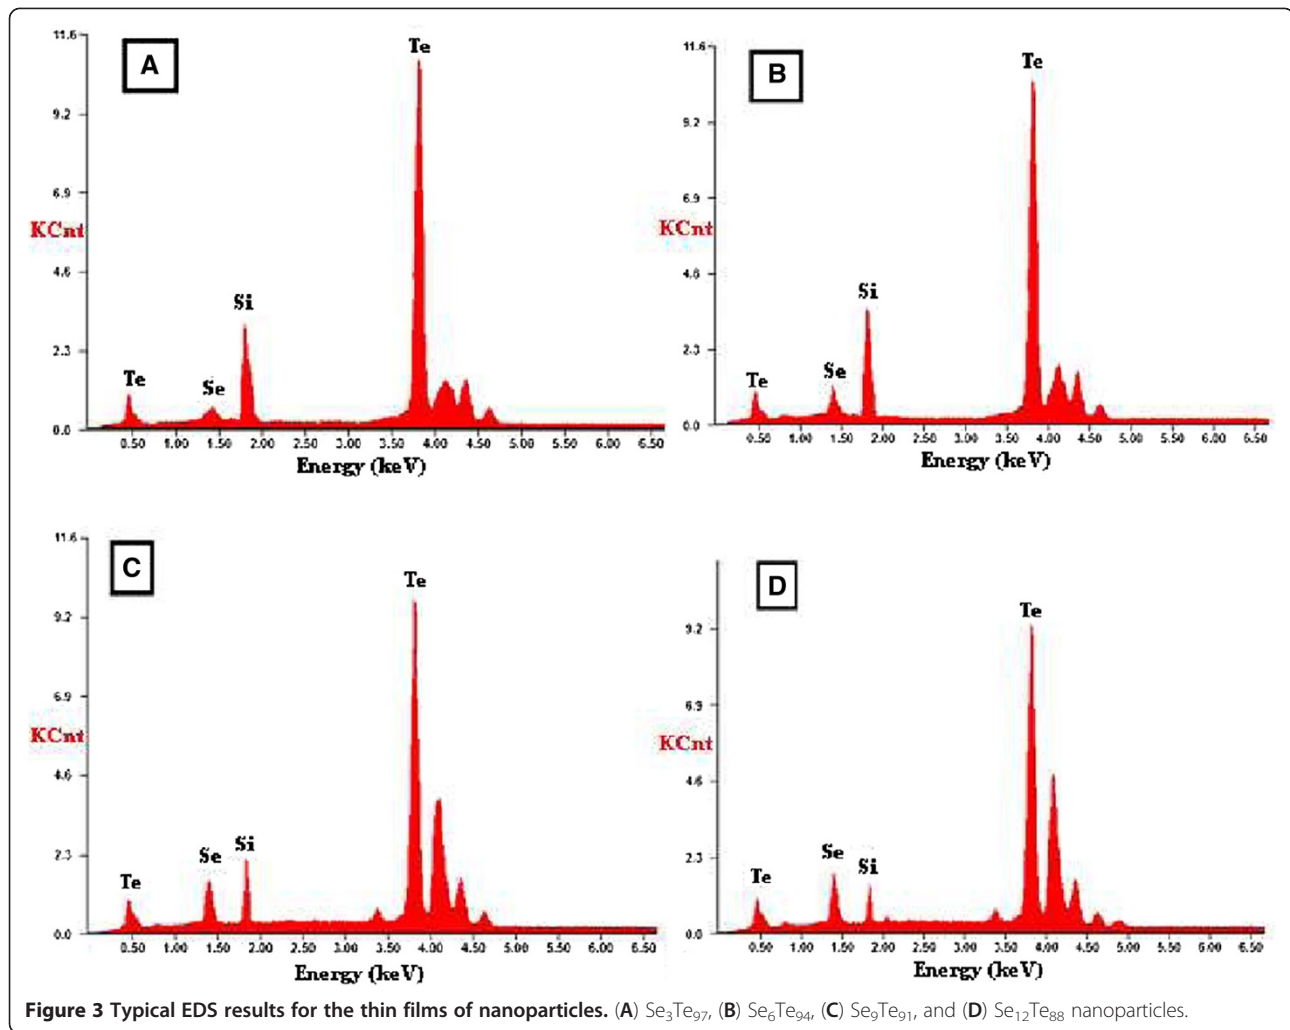 A
Te
11.6
9.2
6.9
KCnt
4.6
2.3
0.0
Si
Te
Se
0.50 1.00 1.50 2.00 2.50 3.00 3.50 4.00 4.50 5.00 5.50 6.00 6.50
Energy (keV)
B
Te
11.6
9.2
6.9
KCnt
4.6
2.3
0.0
Si
Te
Se
0.50 1.00 1.50 2.00 2.50 3.00 3.50 4.00 4.50 5.00 5.50 6.00 6.50
Energy (keV)
C
Te
11.6
9.2
6.9
KCnt
4.6
2.3
0.0
Te
Se
Si
0.50 1.00 1.50 2.00 2.50 3.00 3.50 4.00 4.50 5.00 5.50 6.00 6.50
Energy (keV)
D
Te
9.2
6.9
KCnt
4.6
2.3
0.0
Te
Se
Si
0.50 1.00 1.50 2.00 2.50 3.00 3.50 4.00 4.50 5.00 5.50 6.00 6.50
Energy (keV)
Figure 3 Typical EDS results for the thin films of nanoparticles. (A) Se₃Te₉₇, (B) Se₆Te₉₄, (C) Se₉Te₉₁, and (D) Se₁₂Te₈₈ nanoparticles.